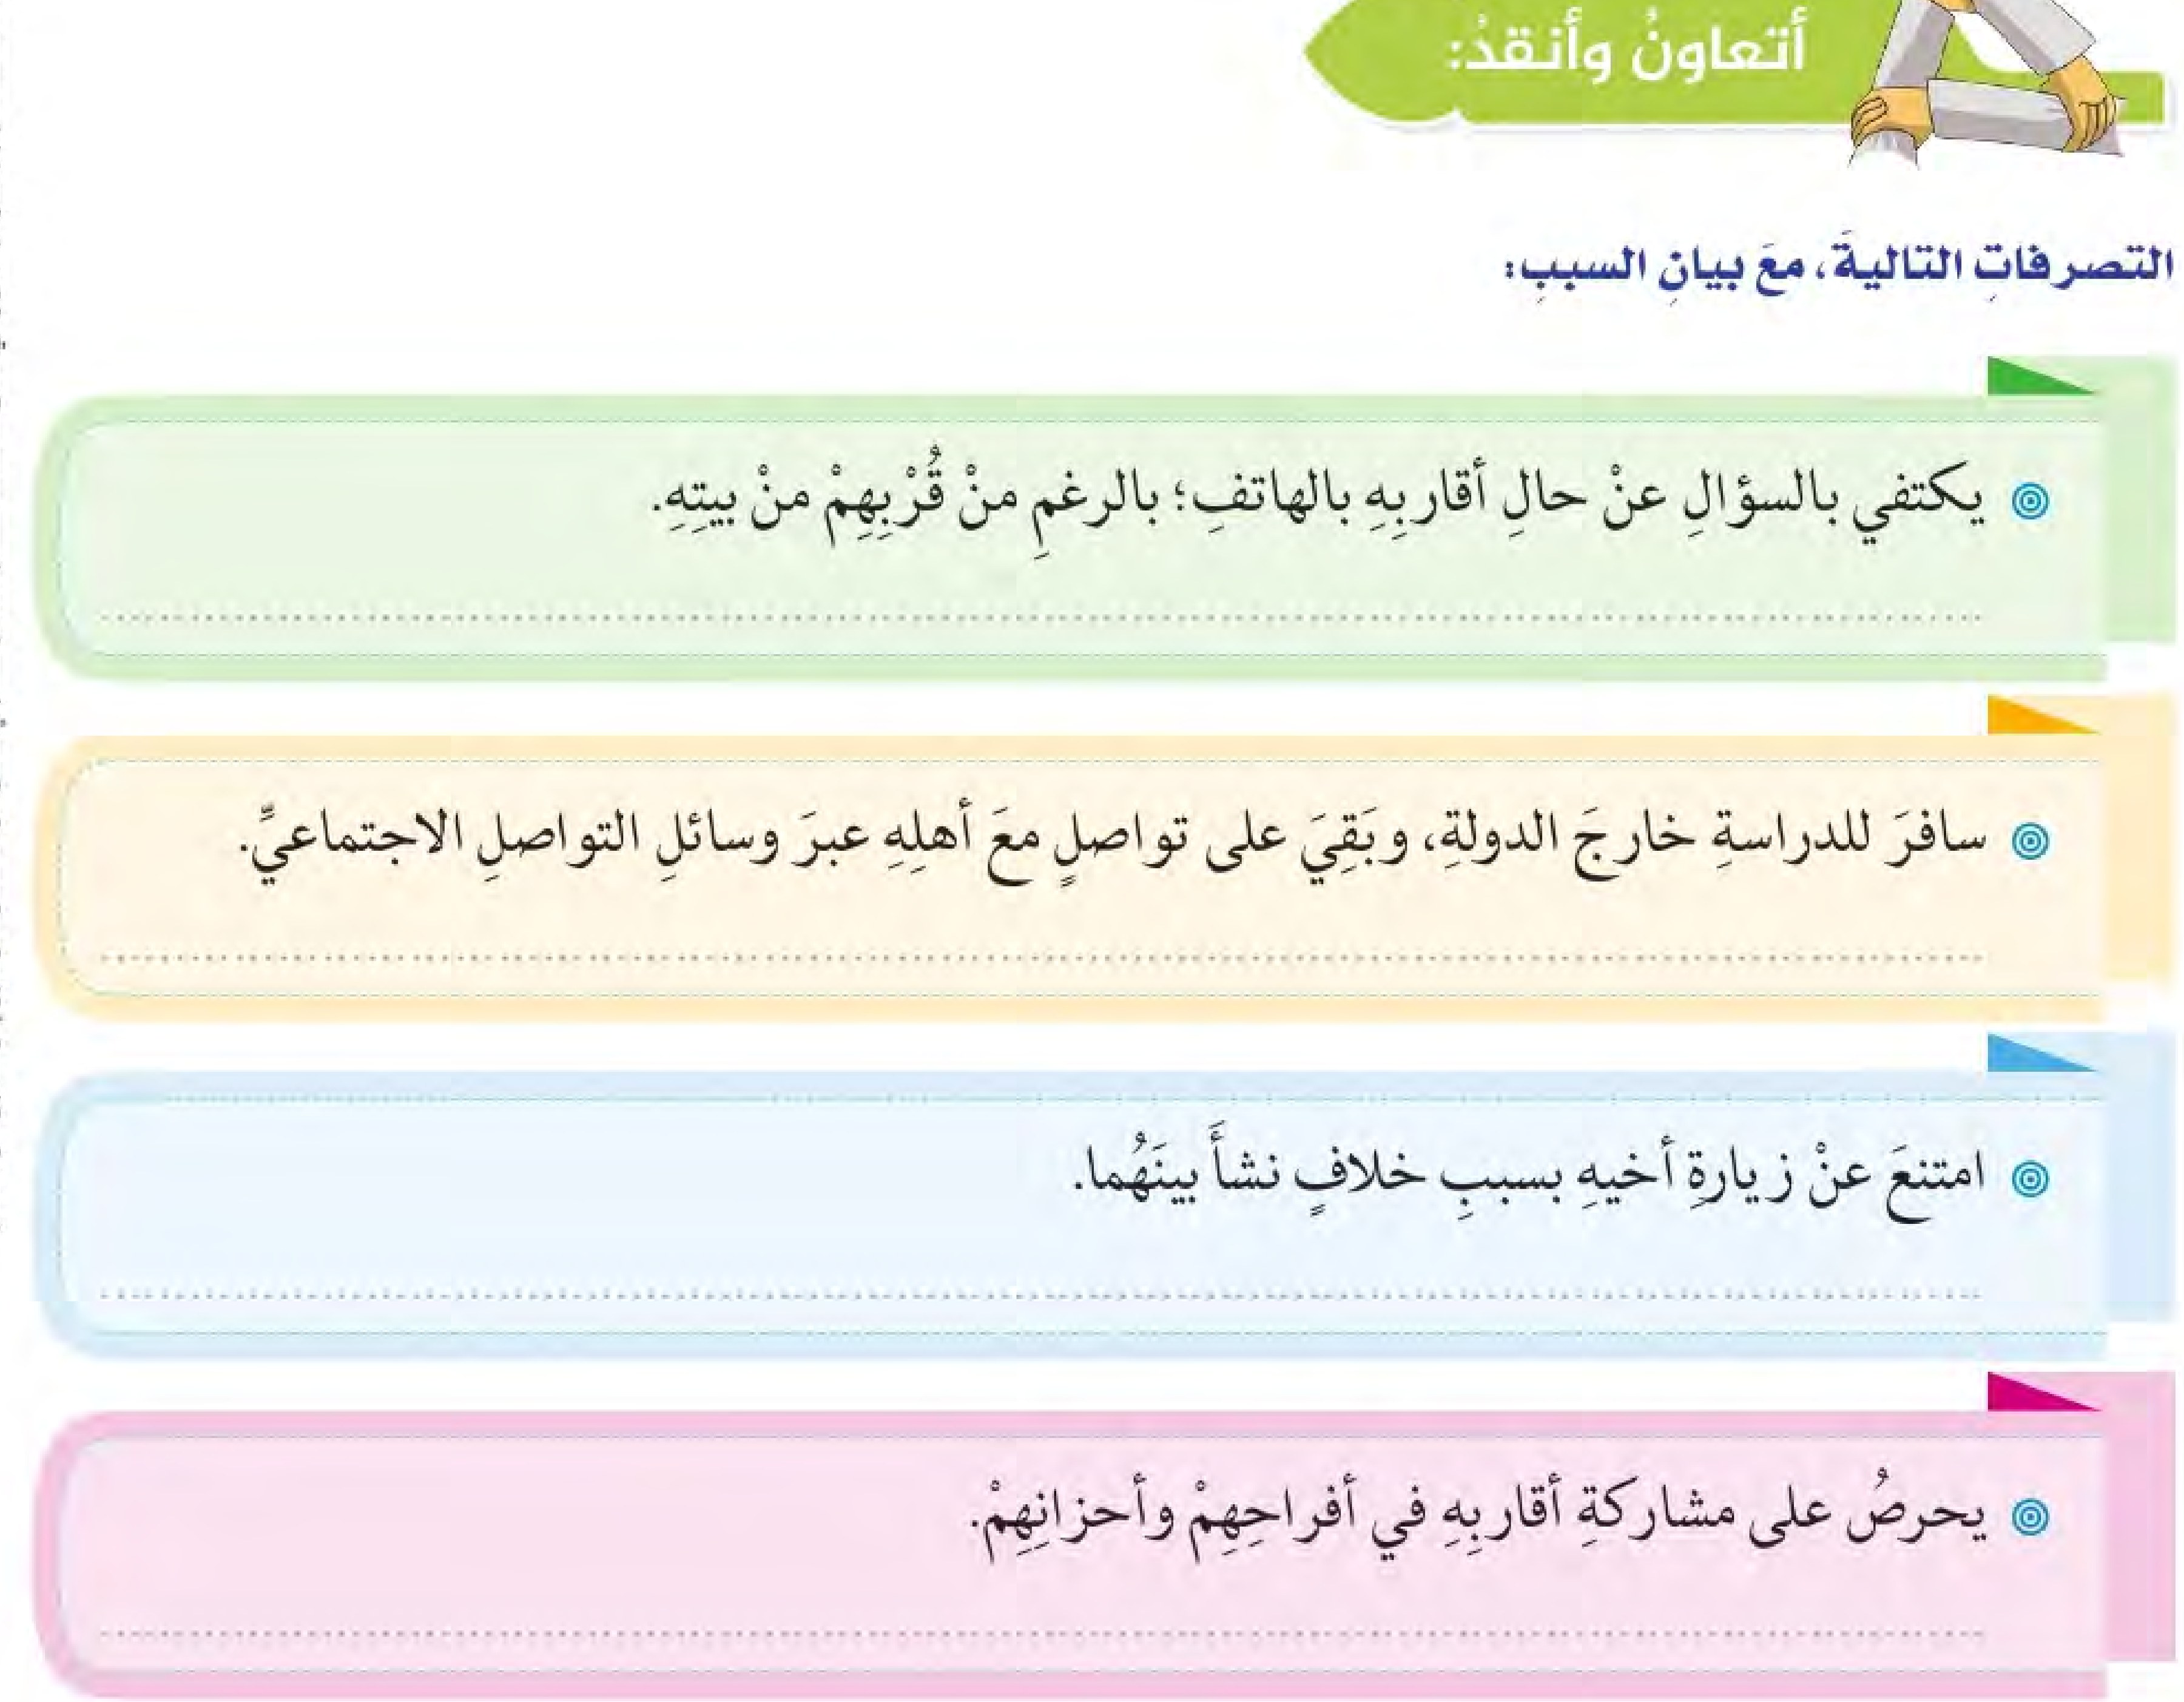 أتعاونُ وأنقدُ:
التصرفاتِ التاليةَ، معَ بيانِ السببِ:
يكتفي بالسؤالِ عنْ حالِ أقاربِهِ بالهاتفِ؛ بالرغمِ منْ قُرْبِهِمْ منْ بيتِهِ.
سافرَ للدراسةِ خارجَ الدولةِ، وبَقِيَ على تواصلٍ معَ أهلِهِ عبرَ وسائلِ التواصلِ الاجتماعيِّ.
امتنعَ عنْ زيارةِ أخيهِ بسببِ خلافٍ نشأَ بينَهُما.
يحرصُ على مشاركةِ أقاربِهِ في أفراحِهِمْ وأحزانِهِمْ.